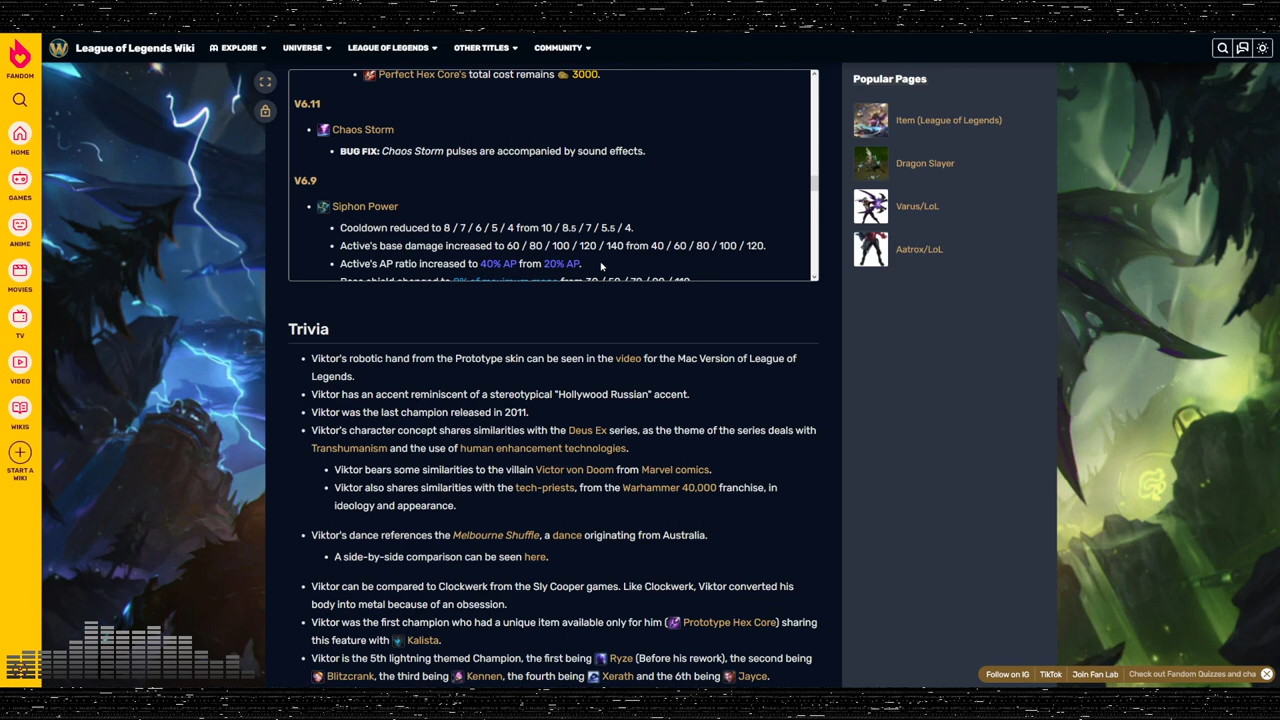 League of Legends Wiki
EXPLORE
UNIVERSE
LEAGUE OF LEGENDS
OTHER TITLES
COMMUNITY
FANDOM
HOME
GAMES
ANIME
MOVIES
TV
VIDEO
WIKIS
START A
WIKI
Perfect Hex Core's total cost remains 3000.
V6.11
Chaos Storm
BUG FIX: Chaos Storm pulses are accompanied by sound effects.
V6.9
Siphon Power
Cooldown reduced to 8 / 7 / 6 / 5 / 4 from 10 / 8.5 / 7 / 5.5 / 4.
Active's base damage increased to 60 / 80 / 100 / 120 / 140 from 40 / 60 / 80 / 100 / 120.
Active's AP ratio increased to 40% AP from 20% AP.
Trivia
Viktor's robotic hand from the Prototype skin can be seen in the video for the Mac Version of League of
Legends.
Viktor has an accent reminiscent of a stereotypical "Hollywood Russian" accent.
Viktor was the last champion released in 2011.
Viktor's character concept shares similarities with the Deus Ex series, as the theme of the series deals with
Transhumanism and the use of human enhancement technologies.
Viktor bears some similarities to the villain Victor von Doom from Marvel comics.
Viktor also shares similarities with the tech-priests, from the Warhammer 40,000 franchise, in
ideology and appearance.
Viktor's dance references the Melbourne Shuffle, a dance originating from Australia.
A side-by-side comparison can be seen here.
Viktor can be compared to Clockwerk from the Sly Cooper games. Like Clockwerk, Viktor converted his
body into metal because of an obsession.
Viktor was the first champion who had a unique item available only for him ( Prototype Hex Core) sharing
this feature with Kalista.
Viktor is the 5th lightning based champion, the first being Ryze
Blitzcrank, the third being Kennen, the fourth being Xerath and the 6th being Jayce.
Popular Pages
Item (League of Legends)
Dragon Slayer
Varus/LoL
Aatrox/LoL
Follow on IG
TikTok
Join Fan Lab
Check out Fandom Quizzes and cha